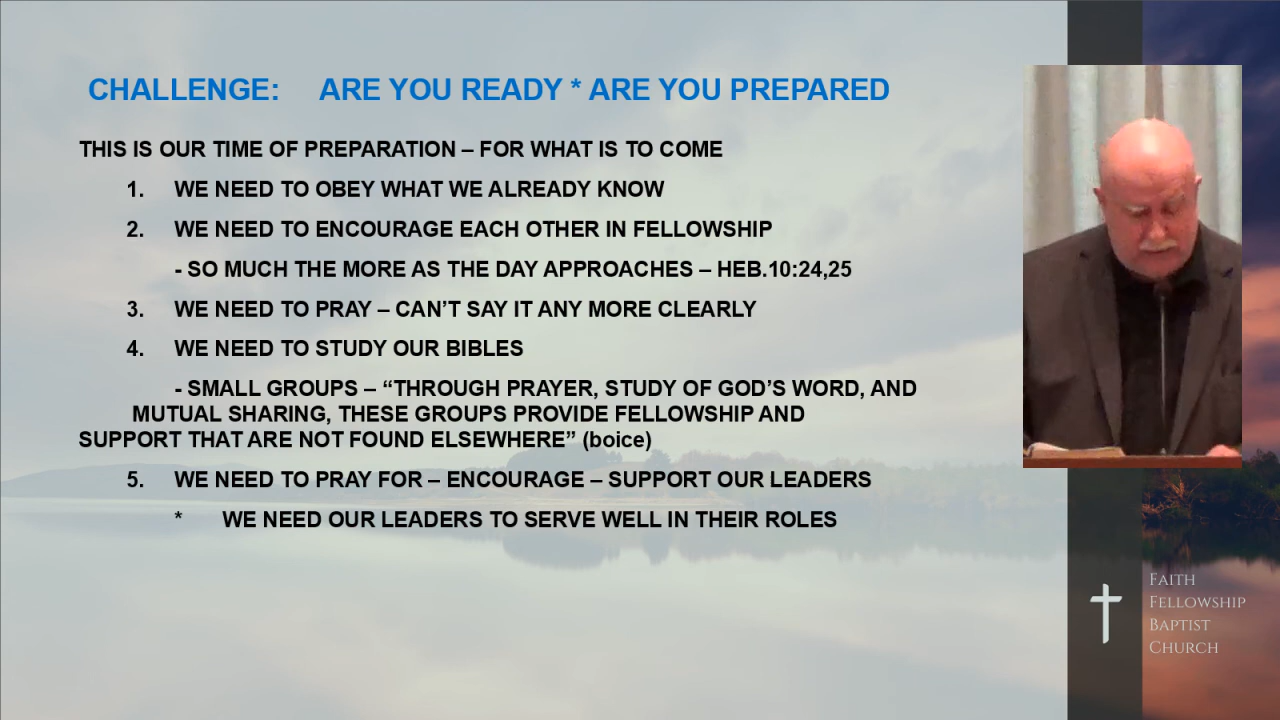 CHALLENGE: ARE YOU READY * ARE YOU PREPARED
THIS IS OUR TIME OF PREPARATION – FOR WHAT IS TO COME
1. WE NEED TO OBEY WHAT WE ALREADY KNOW
2. WE NEED TO ENCOURAGE EACH OTHER IN FELLOWSHIP
- SO MUCH THE MORE AS THE DAY APPROACHES – HEB.10:24,25
3. WE NEED TO PRAY – CAN’T SAY IT ANY MORE CLEARLY
4. WE NEED TO STUDY OUR BIBLES
- SMALL GROUPS – “THROUGH PRAYER, STUDY OF GOD’S WORD, AND
MUTUAL SHARING, THESE GROUPS PROVIDE FELLOWSHIP AND
SUPPORT THAT ARE NOT FOUND ELSEWHERE” (boice)
5. WE NEED TO PRAY FOR – ENCOURAGE – SUPPORT OUR LEADERS
* WE NEED OUR LEADERS TO SERVE WELL IN THEIR ROLES
FAITH
FELLOWSHIP
BAPTIST
CHURCH